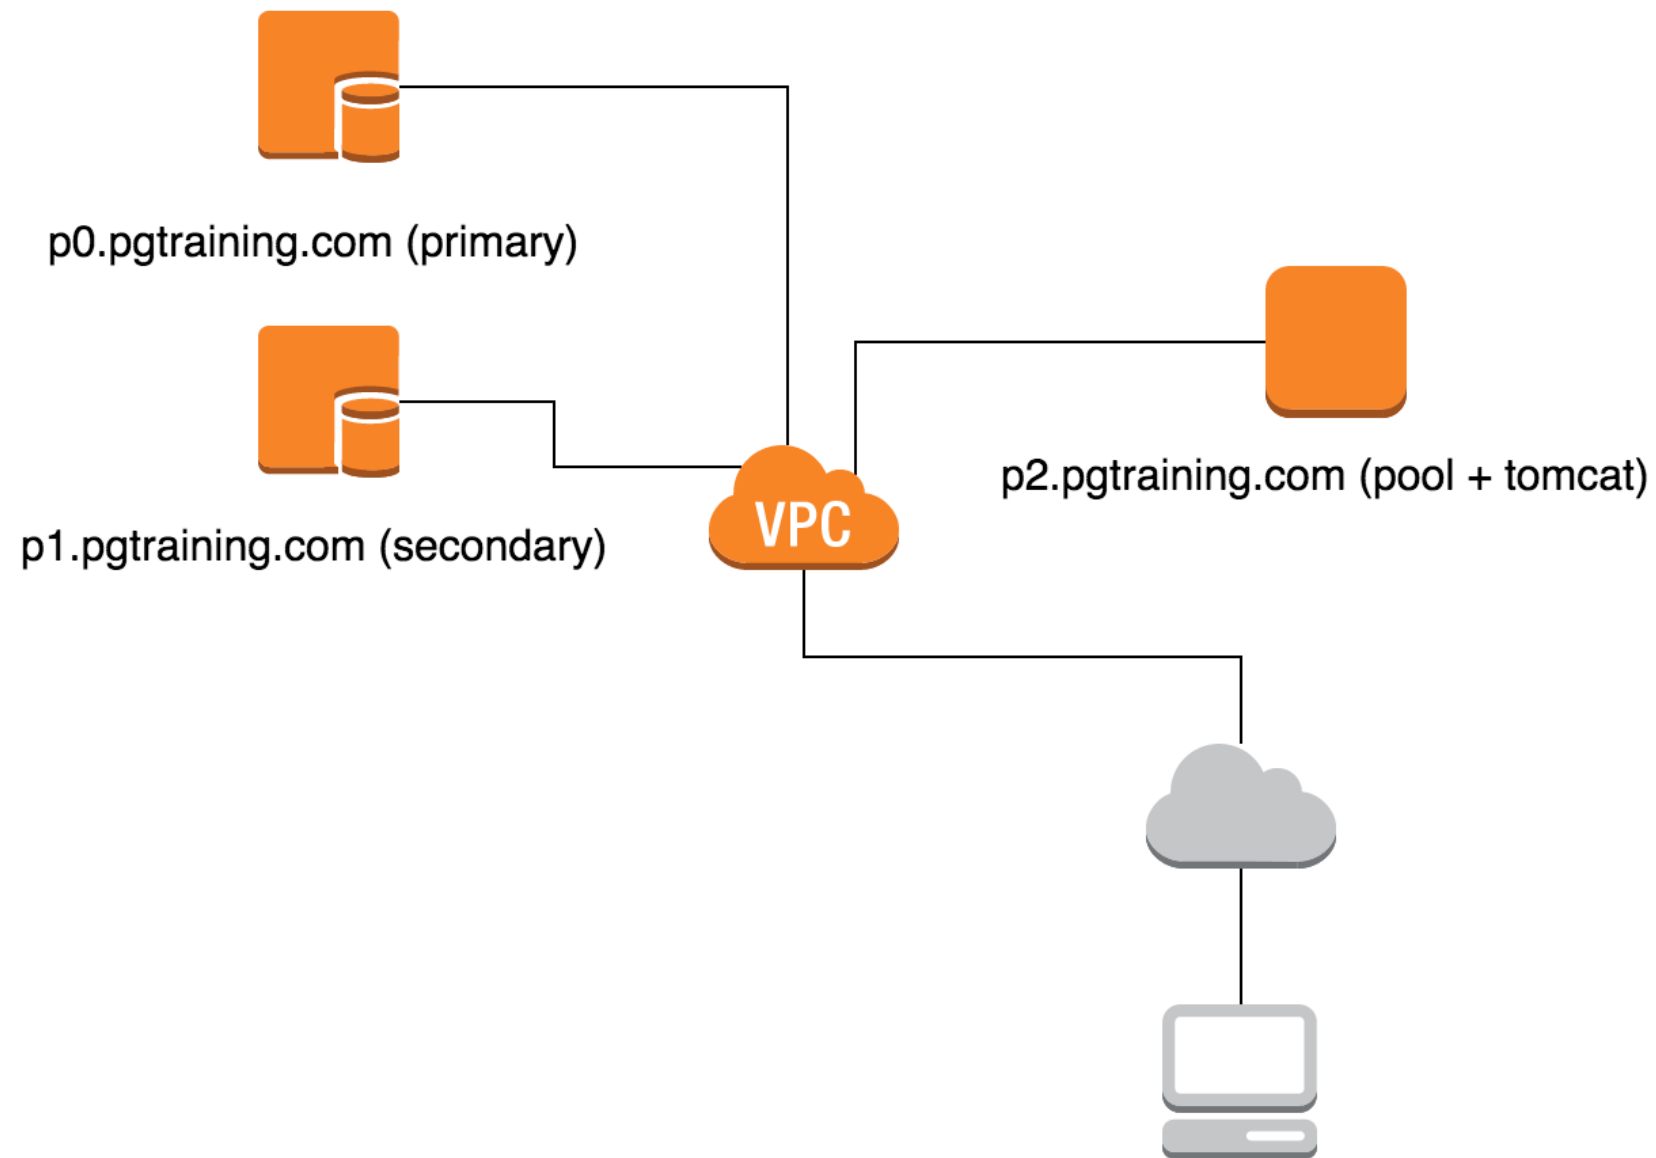 p0.pgtraining.com (primary)
p2.pgtraining.com (pool + tomcat)
VPC
p1.pgtraining.com (secondary)